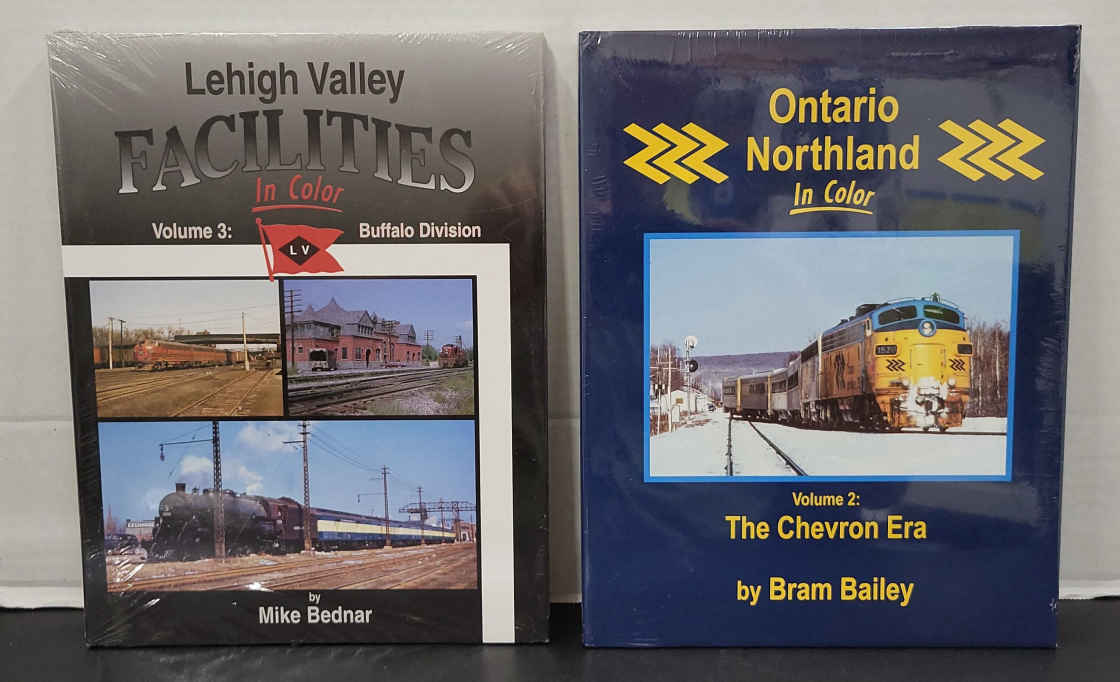 Lehigh Valley
FACILITIES
In Color
Volume 3:
Buffalo Division
L V
by
Mike Bednar
Ontario
Northland
In Color
Volume 2:
The Chevron Era
by Bram Bailey